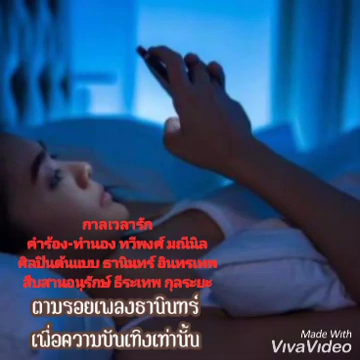 กาลเวลารัก
คำร้อง-ทำนอง ทวีพงศ์ มณีนิล
ศิลปินต้นแบบ ธานินทร์ อินทรเทพ
สืบสานอนุรักษ์ ธีระเทพ กุลระบะ
ตามรอยเพลงธานินทร์
เพื่อความบันเทิงเท่านั้น
Made With
VivaVideo